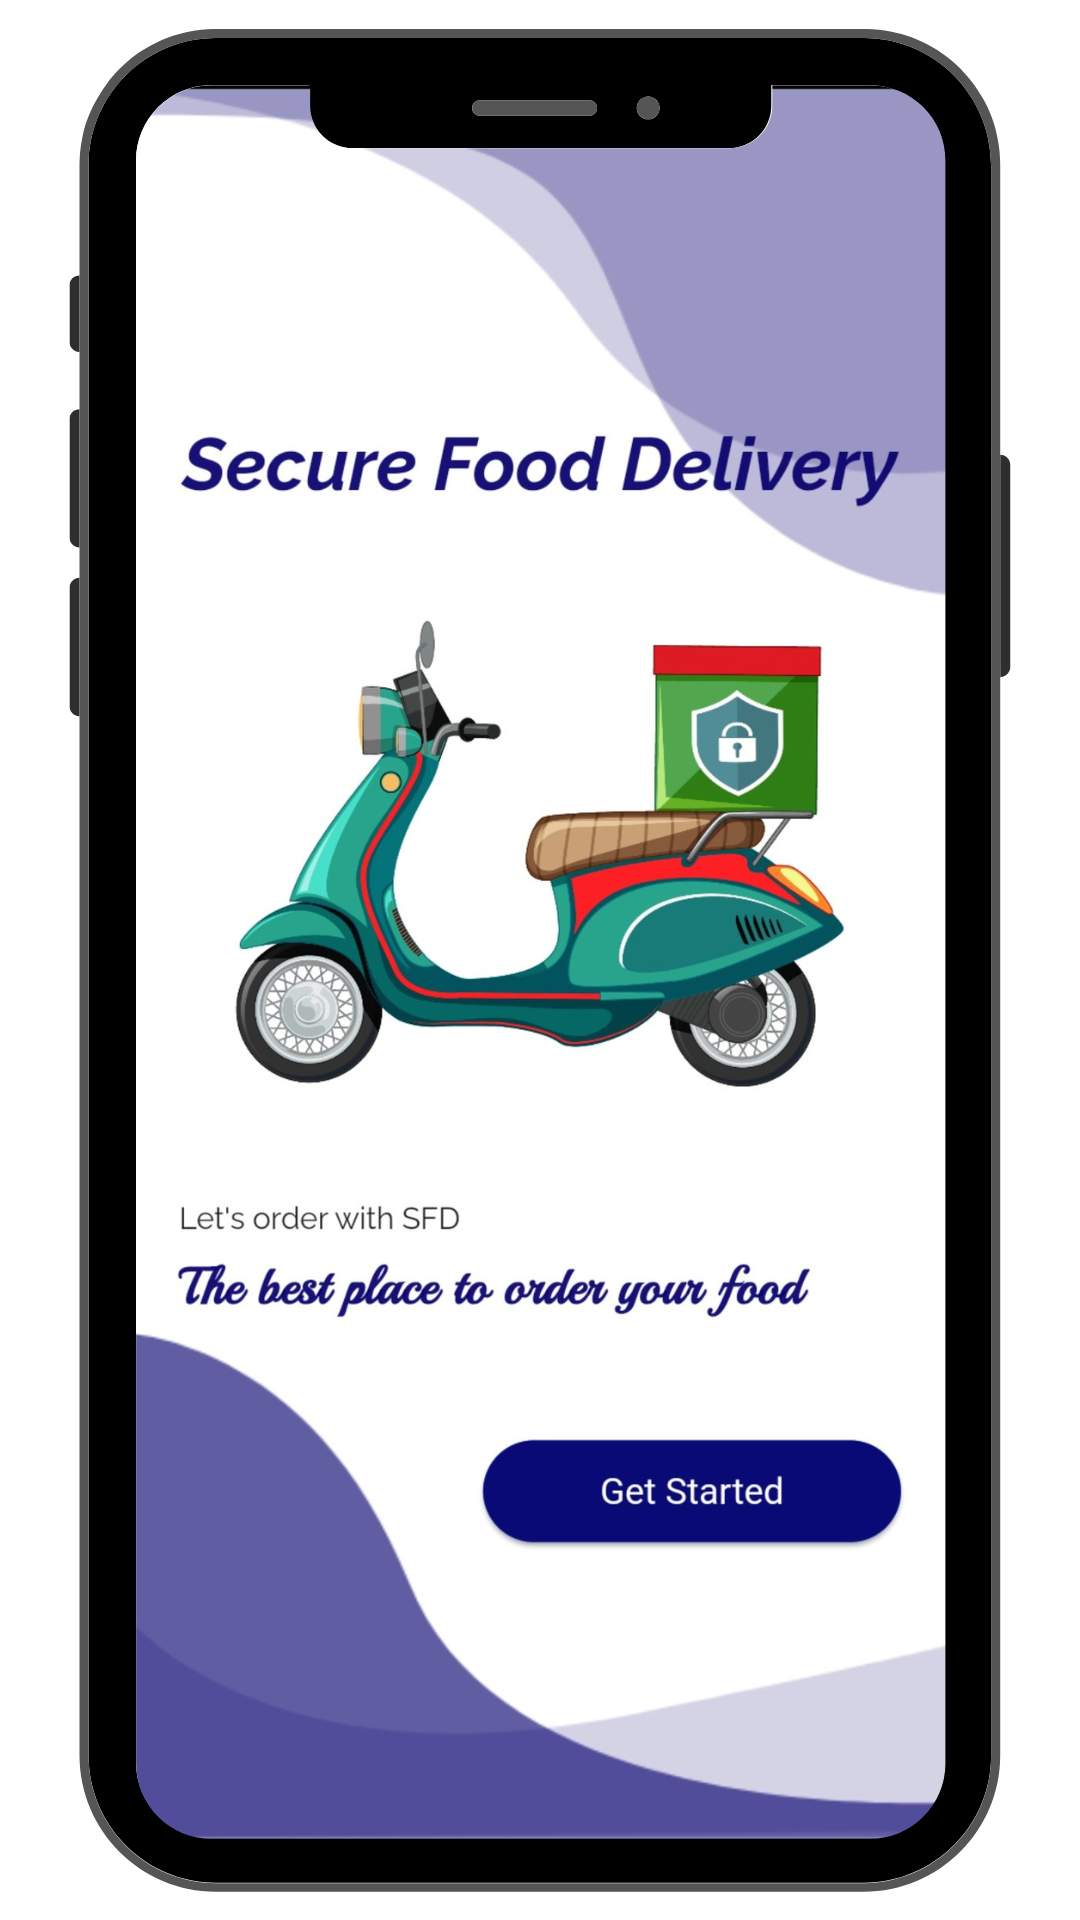 Secure Food Delivery
Let's order with SFD
The best place to order your food
Get Started